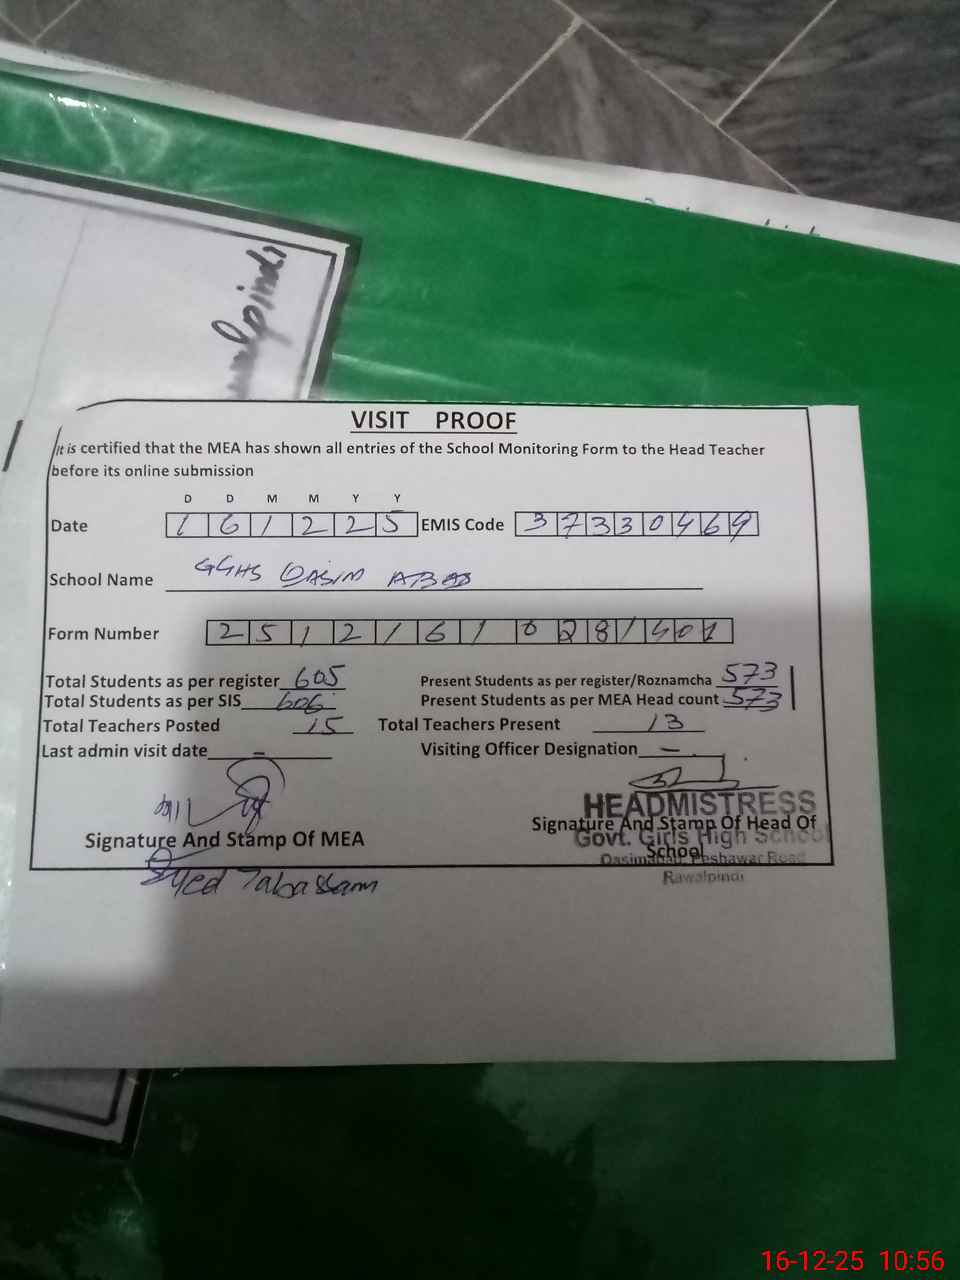 VISIT PROOF
It is certified that the MEA has shown all entries of the School Monitoring Form to the Head Teacher
before its online submission
D D M M Y Y
Date 1 6 1 2 2 5 EMIS Code 3 7 3 3 0 4 6 9
School Name GGHS QASIM ABAD
Form Number 2 5 1 2 1 6 1 0 2 8 1
Total Students as per register 605 Present Students as per register/Roznamcha 573
Total Students as per SIS 606 Present Students as per MEA Head count 573
Total Teachers Posted 15 Total Teachers Present 13
Last admin visit date - Visiting Officer Designation -
HEADMISTRESS
Signature And Stamp Of MEA Signature And Stamp Of Head Of
School
Govt. Girls High School
Qasimabad, Peshawar Road
Rawalpindi
Syed Tabassam
16-12-25 10:56